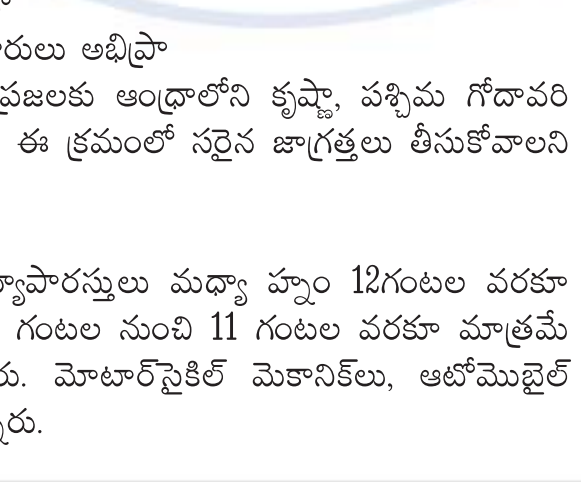 రులు అభిప్రా
ప్రజలకు ఆంధ్రాలోని కృష్ణా, పశ్చిమ గోదావరి
ఈ క్రమంలో సరైన జాగ్రత్తలు తీసుకోవాలని
వ్యాపారస్తులు మధ్యా హ్నం 12గంటల వరకూ
గంటల నుంచి 11 గంటల వరకూ మాత్రమే
రు. మోటార్‌సైకిల్ మెకానిక్‌లు, ఆటోమొబైల్
రు.